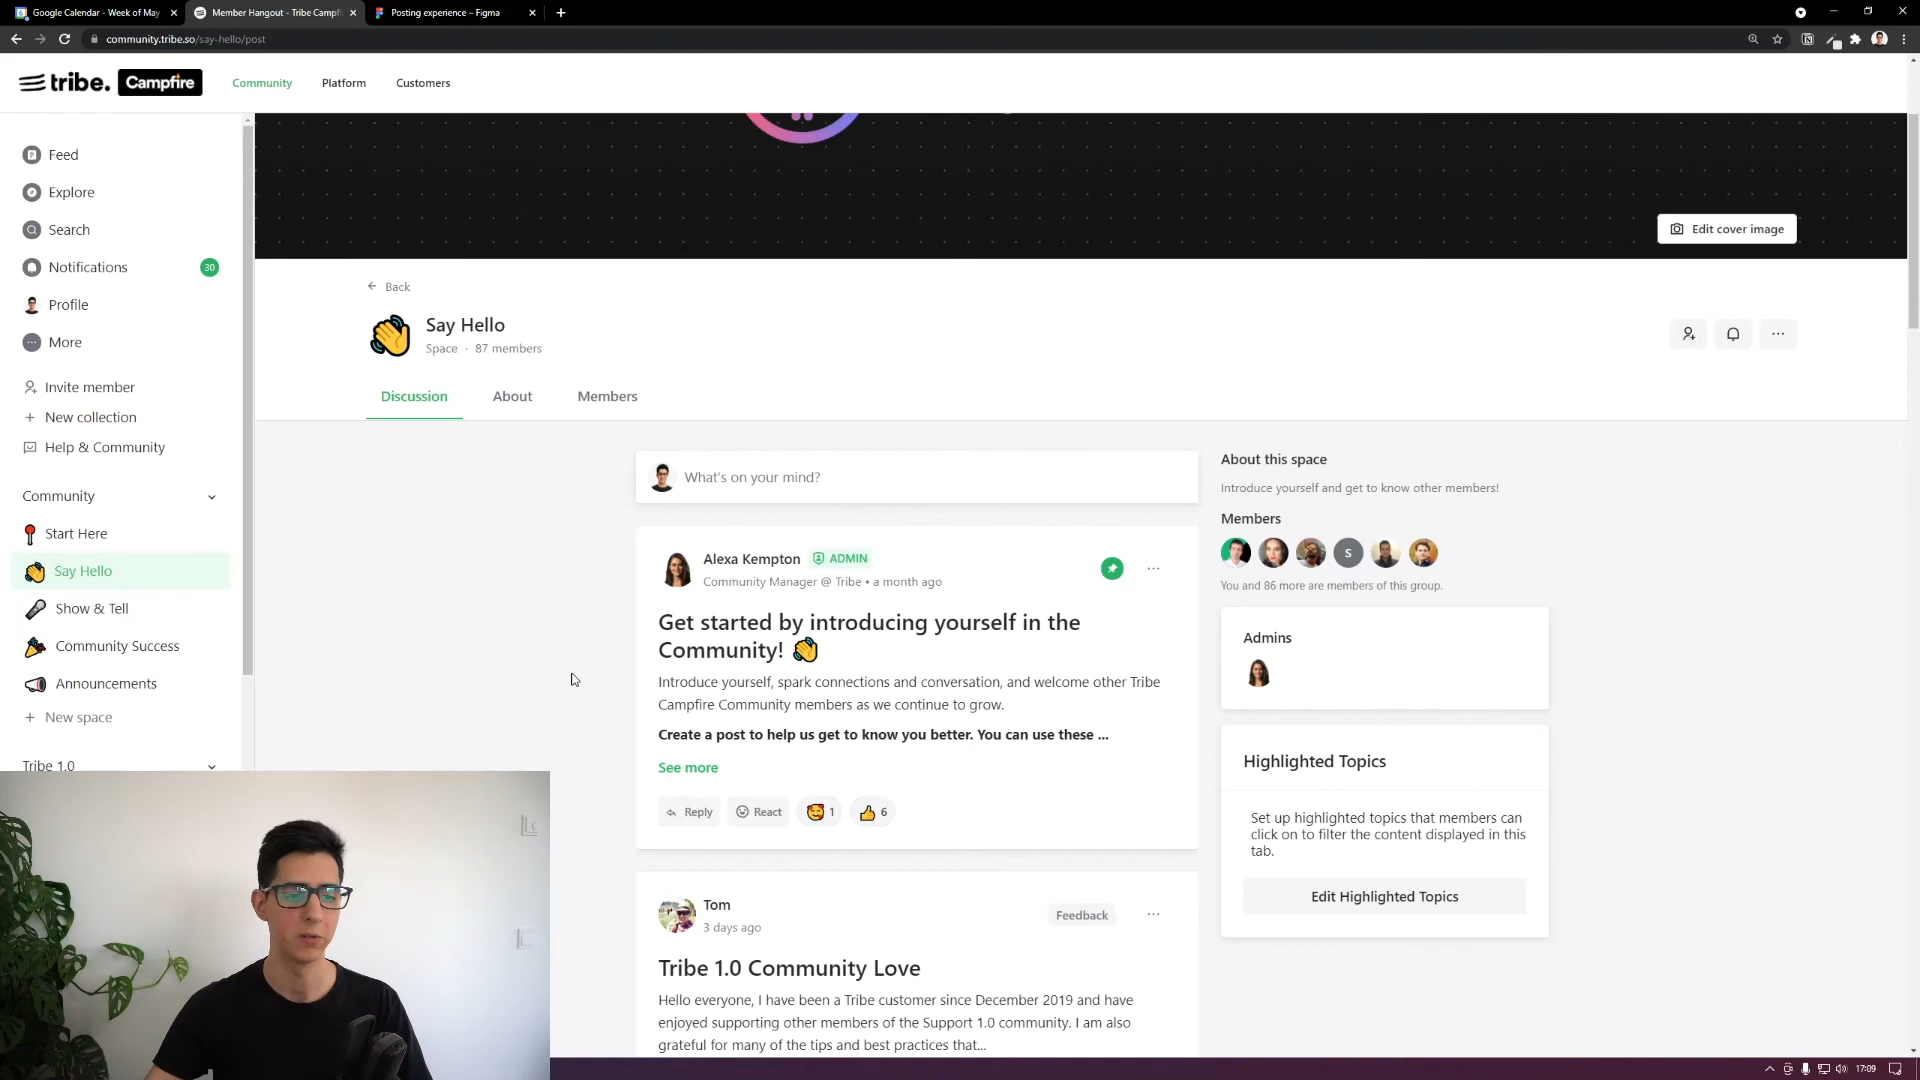 Google Calendar - Week of May
Member Hangout - Tribe Campfi
Posting experience – Figma
community.tribe.so/say-hello/post
tribe. Campfire
Community
Platform
Customers
Feed
Explore
Search
Notifications
30
Profile
More
Invite member
New collection
Help & Community
Community
Start Here
Say Hello
Show & Tell
Community Success
Announcements
New space
Tribe 1.0
Edit cover image
Back
Say Hello
Space · 87 members
Discussion
About
Members
What's on your mind?
Alexa Kempton ADMIN
Community Manager @ Tribe • a month ago
Get started by introducing yourself in the
Community!
Introduce yourself, spark connections and conversation, and welcome other Tribe
Campfire Community members as we continue to grow.
Create a post to help us get to know you better. You can use these ...
See more
Reply
React
1
6
Tom
3 days ago
Feedback
Tribe 1.0 Community Love
Hello everyone, I have been a Tribe customer since December 2019 and have
enjoyed supporting other members of the Support 1.0 community. I am also
grateful for many of the tips and best practices that...
About this space
Introduce yourself and get to know other members!
Members
S
You and 86 more are members of this group.
Admins
Highlighted Topics
Set up highlighted topics that members can
click on to filter the content displayed in this
tab.
Edit Highlighted Topics
17:09